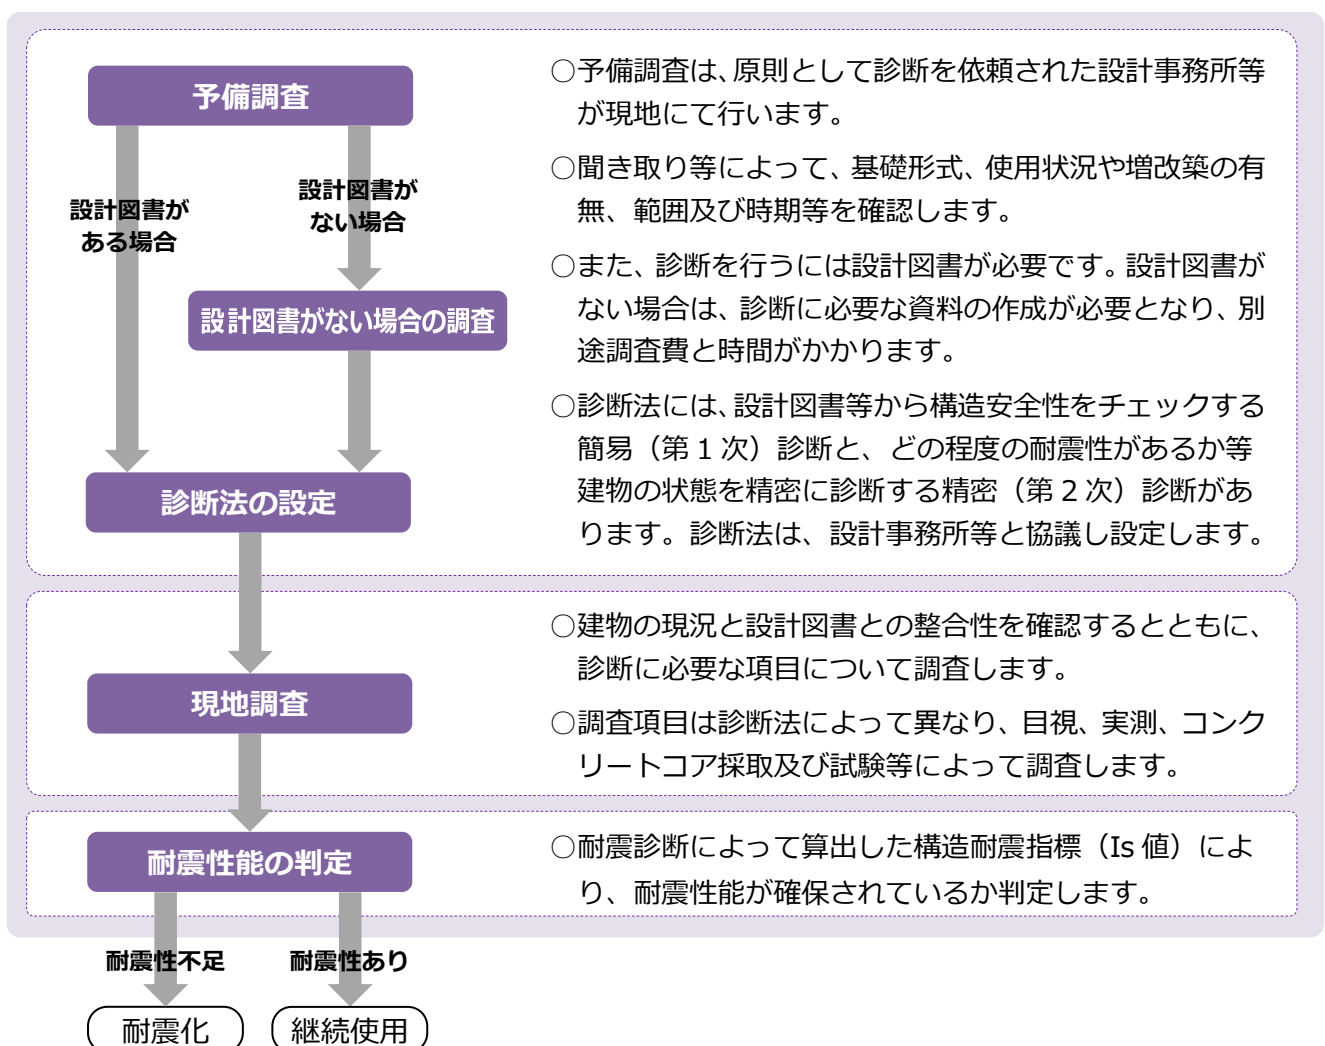 予備調査
設計図書が
ある場合
設計図書が
ない場合
設計図書がない場合の調査
診断法の設定
○予備調査は、原則として診断を依頼された設計事務所等
が現地にて行います。
○聞き取り等によって、基礎形式、使用状況や増改築の有
無、範囲及び時期等を確認します。
○また、診断を行うには設計図書が必要です。設計図書が
ない場合は、診断に必要な資料の作成が必要となり、別
途調査費と時間がかかります。
○診断法には、設計図書等から構造安全性をチェックする
簡易（第1次）診断と、どの程度の耐震性があるか等
建物の状態を精密に診断する精密（第2次）診断があ
ります。診断法は、設計事務所等と協議し設定します。
現地調査
○建物の現況と設計図書との整合性を確認するとともに、
診断に必要な項目について調査します。
○調査項目は診断法によって異なり、目視、実測、コンク
リートコア採取及び試験等によって調査します。
耐震性能の判定
○耐震診断によって算出した構造耐震指標（Is値）によ
り、耐震性能が確保されているか判定します。
耐震性不足
耐震性あり
耐震化
継続使用